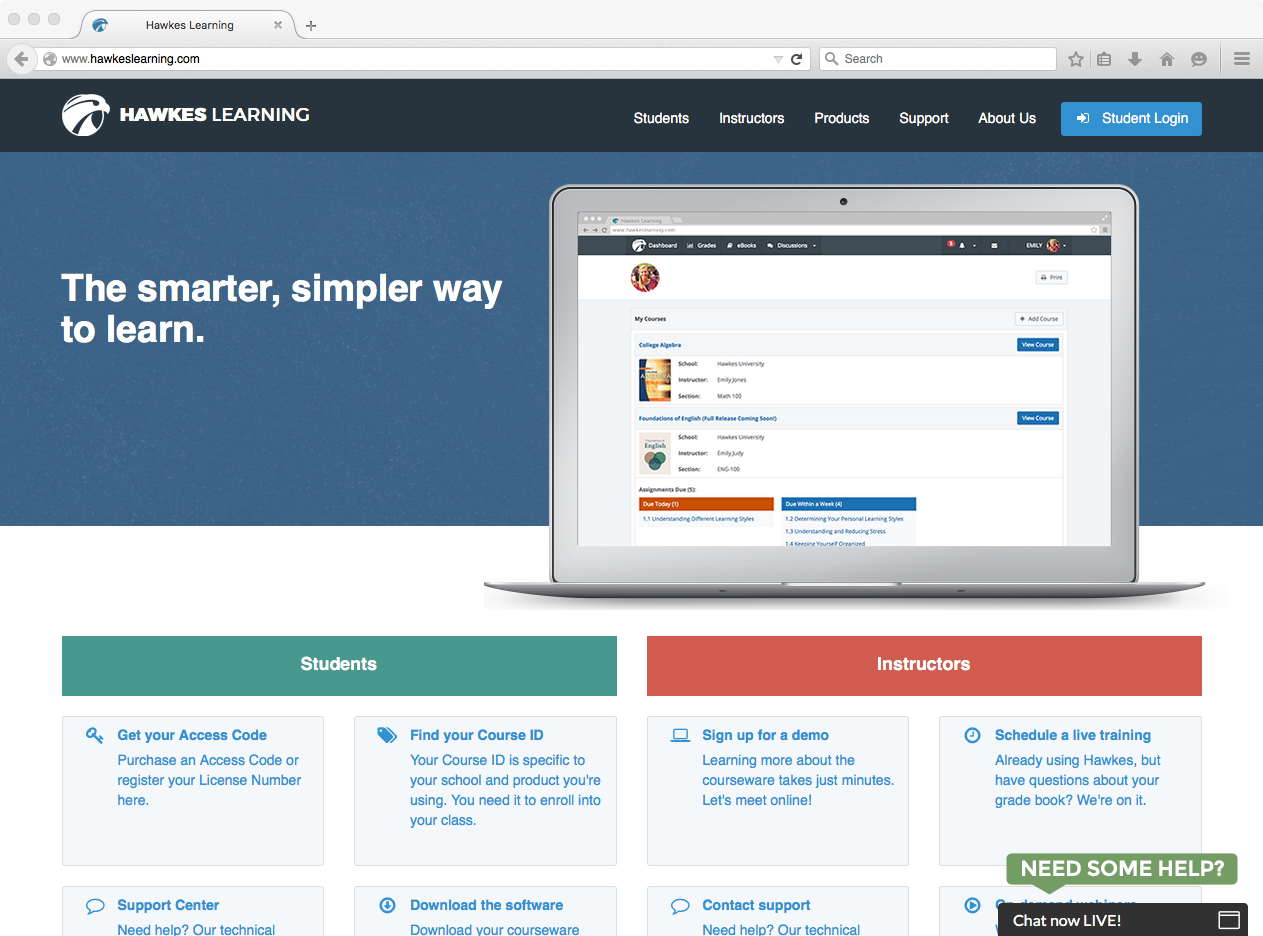 Hawkes Learning
www.hawkeslearning.com
Search
HAWKES LEARNING
Students
Instructors
Products
Support
About Us
Student Login
The smarter, simpler way
to learn.
Hawkes Learning
www.hawkeslearning.com
Dashboard
Grades
eBooks
Discussions
5
EMILY
Print
My Courses
Add Course
College Algebra
View Course
School: Hawkes University
Instructor: Emily Jones
Section: Math 100
Foundations of English (Full Release Coming Soon!)
View Course
English
School: Hawkes University
Instructor: Emily Judy
Section: ENG-100
Assignments Due (5):
Due Today (1)
1.1 Understanding Different Learning Styles
Due Within a Week (4)
1.2 Determining Your Personal Learning Styles
1.3 Understanding and Reducing Stress
1.4 Keeping Yourself Organized
Students
Get your Access Code
Purchase an Access Code or
register your License Number
here.
Find your Course ID
Your Course ID is specific to
your school and product you're
using. You need it to enroll into
your class.
Support Center
Need help? Our technical
Download the software
Download your courseware
Instructors
Sign up for a demo
Learning more about the
courseware takes just minutes.
Let's meet online!
Schedule a live training
Already using Hawkes, but
have questions about your
grade book? We're on it.
Contact support
Need help? Our technical
On-demand webinars
NEED SOME HELP?
Chat now LIVE!